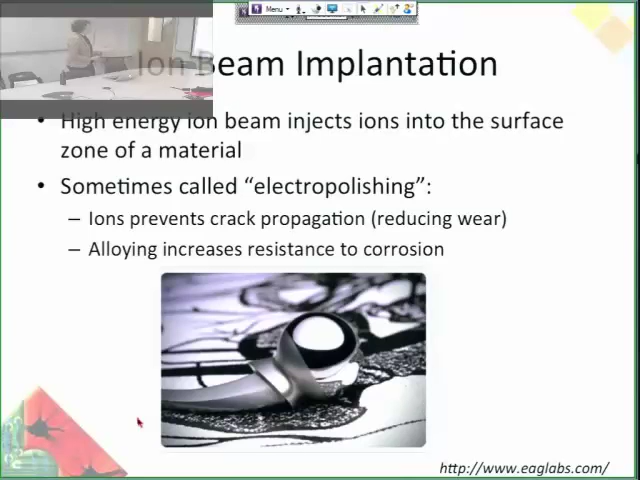 Menu
Ion Beam Implantation
• High energy ion beam injects ions into the surface
zone of a material
• Sometimes called “electropolishing”:
– Ions prevents crack propagation (reducing wear)
– Alloying increases resistance to corrosion
http://www.eaglabs.com/